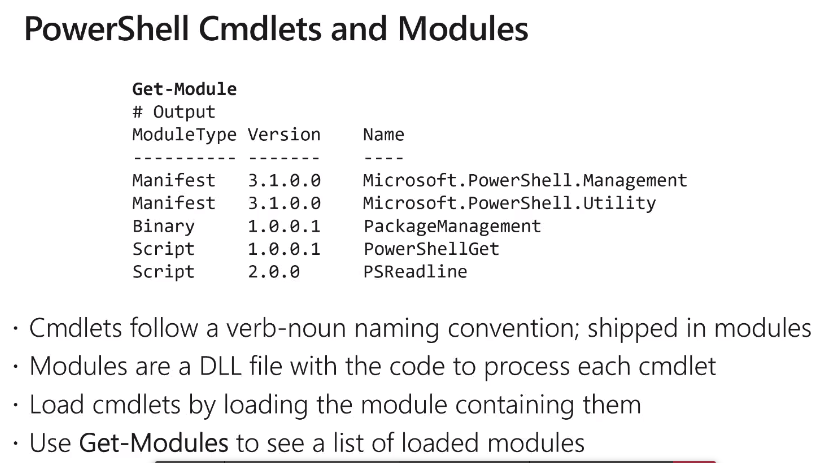 PowerShell Cmdlets and Modules
Get-Module
# Output
ModuleType Version    Name
---------- -------    ----
Manifest   3.1.0.0    Microsoft.PowerShell.Management
Manifest   3.1.0.0    Microsoft.PowerShell.Utility
Binary     1.0.0.1    PackageManagement
Script     1.0.0.1    PowerShellGet
Script     2.0.0      PSReadline
· Cmdlets follow a verb-noun naming convention; shipped in modules
· Modules are a DLL file with the code to process each cmdlet
· Load cmdlets by loading the module containing them
· Use Get-Modules to see a list of loaded modules